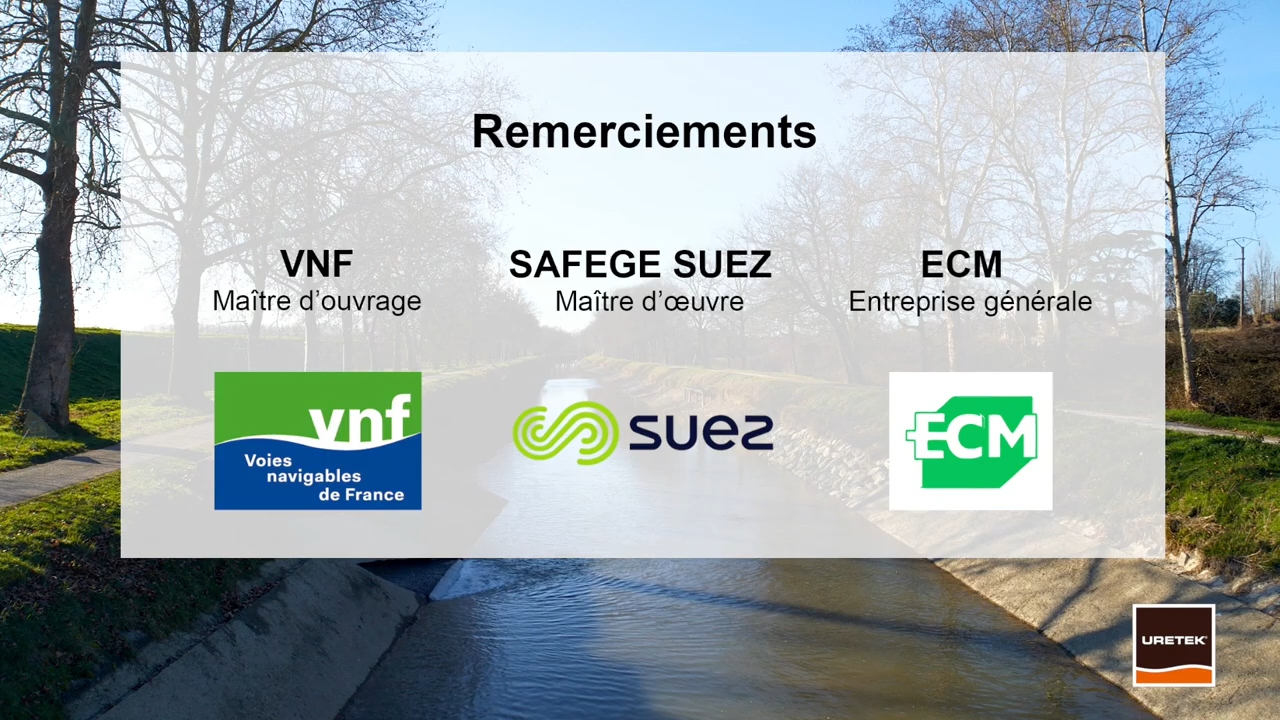 Remerciements
VNF
Maître d’ouvrage
SAFEGE SUEZ
Maître d’œuvre
ECM
Entreprise générale
vnf
Voies
navigables
de France
suez
ECM
URETEK®